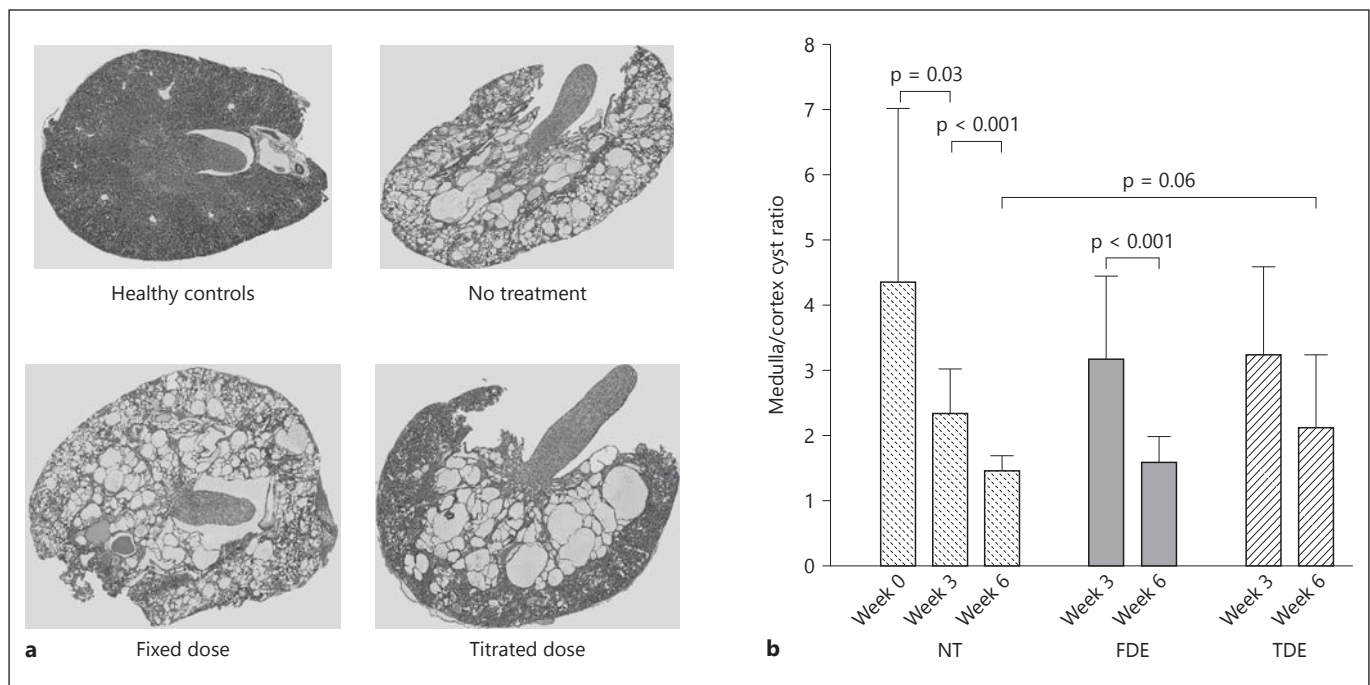 Healthy controls
No treatment
Fixed dose
Titrated dose
a
8
7
6
5
4
3
2
1
0
Medulla/cortex cyst ratio
p = 0.03
p < 0.001
p = 0.06
p < 0.001
Week 0
Week 3
Week 6
Week 3
Week 6
Week 3
Week 6
NT
FDE
TDE
b